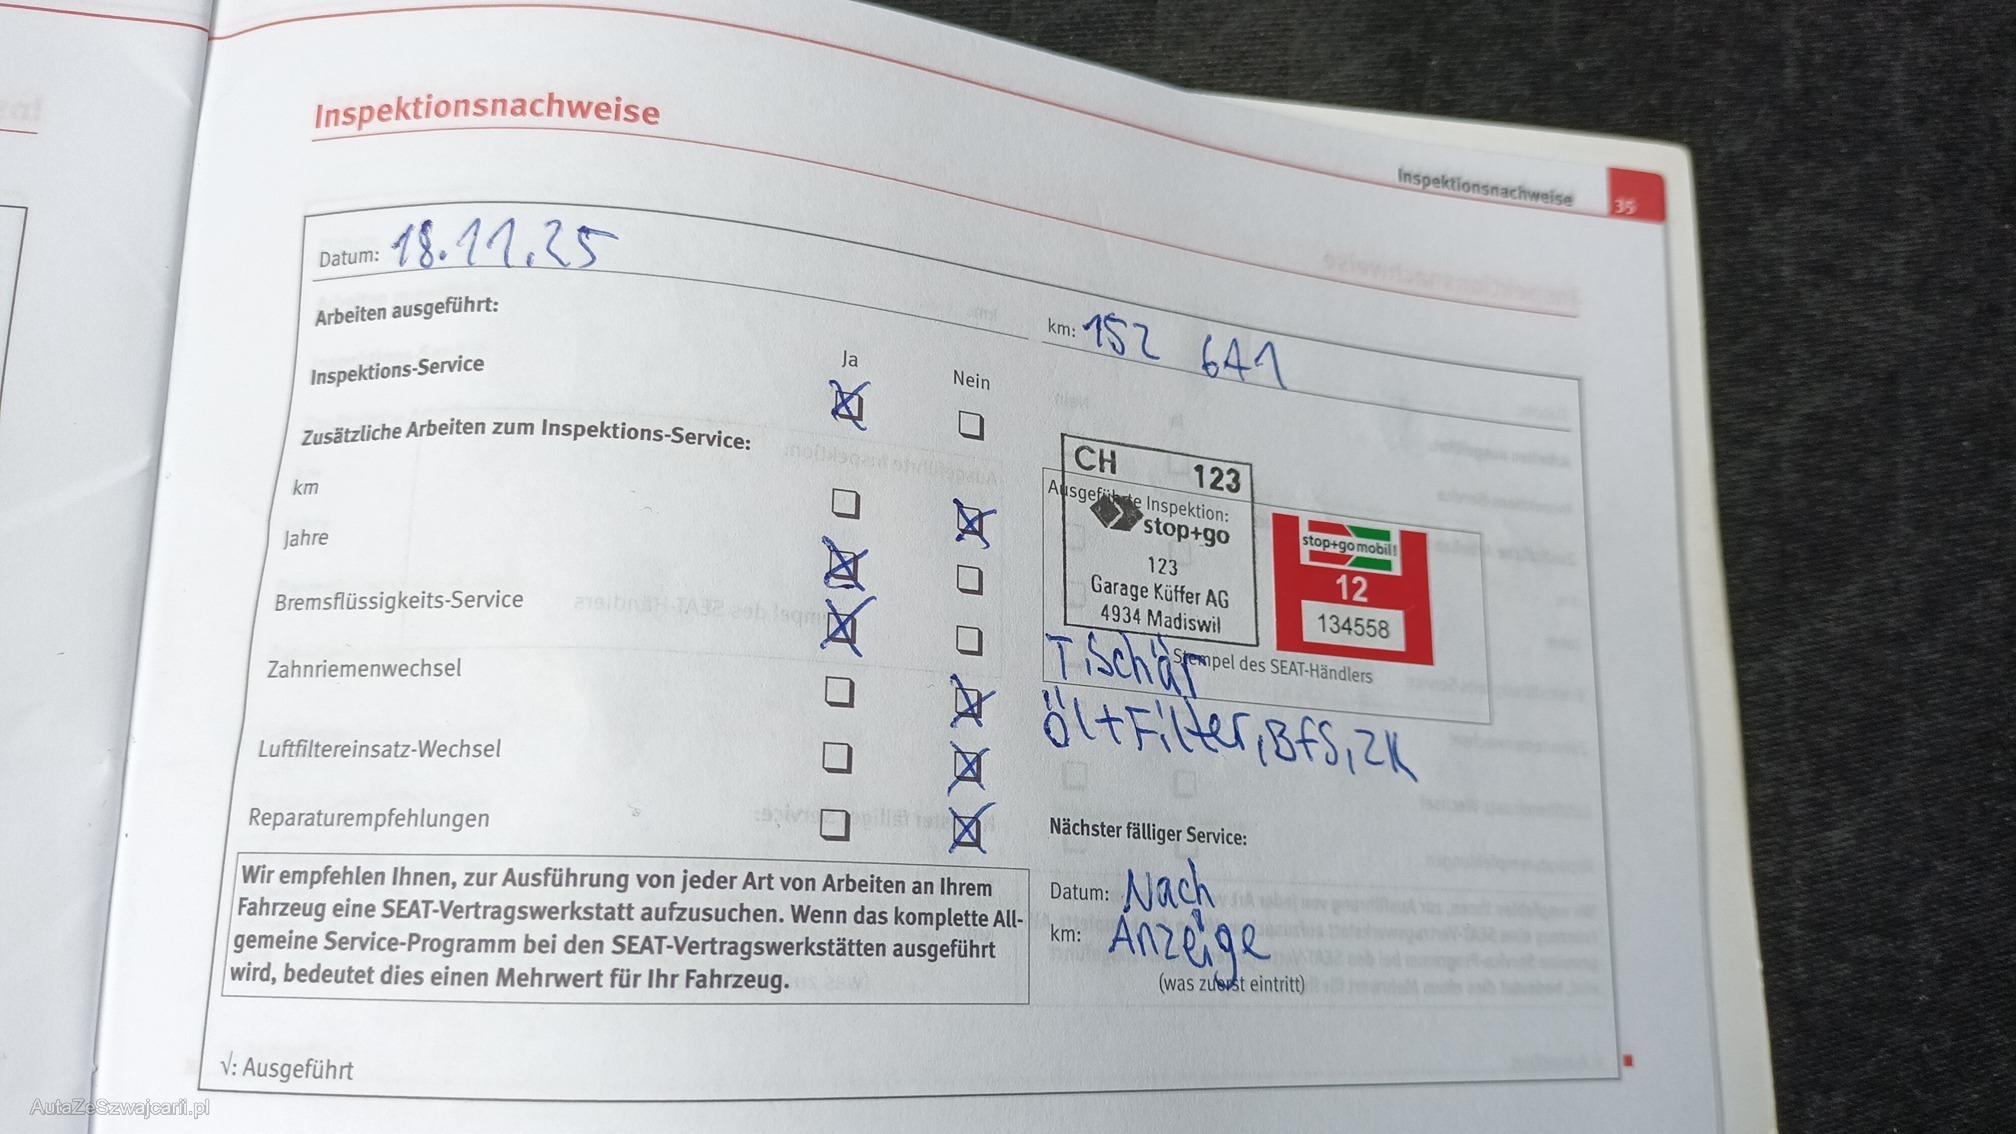 Inspektionsnachweise
Inspektionsnachweise 35
Datum: 18.11.25
km: 152 641
Arbeiten ausgeführt:
Ja Nein
Inspektions-Service
Zusätzliche Arbeiten zum Inspektions-Service:
km
Jahre
Bremsflüssigkeits-Service
Zahnriemenwechsel
Luftfiltereinsatz-Wechsel
Reparaturempfehlungen
CH 123
Ausgeführte Inspektion:
stop+go
123
Garage Küffer AG
4934 Madiswil
stop+go mobil!
12
134558
Stempel des SEAT-Händlers
Öl+Filter, BFS, ZK
Nächster fälliger Service:
Datum: Nach
km: Anzeige
(was zuerst eintritt)
Wir empfehlen Ihnen, zur Ausführung von jeder Art von Arbeiten an Ihrem
Fahrzeug eine SEAT-Vertragswerkstatt aufzusuchen. Wenn das komplette All-
gemeine Service-Programm bei den SEAT-Vertragswerkstätten ausgeführt
wird, bedeutet dies einen Mehrwert für Ihr Fahrzeug.
√: Ausgeführt
AutaZeSzwajcarii.pl